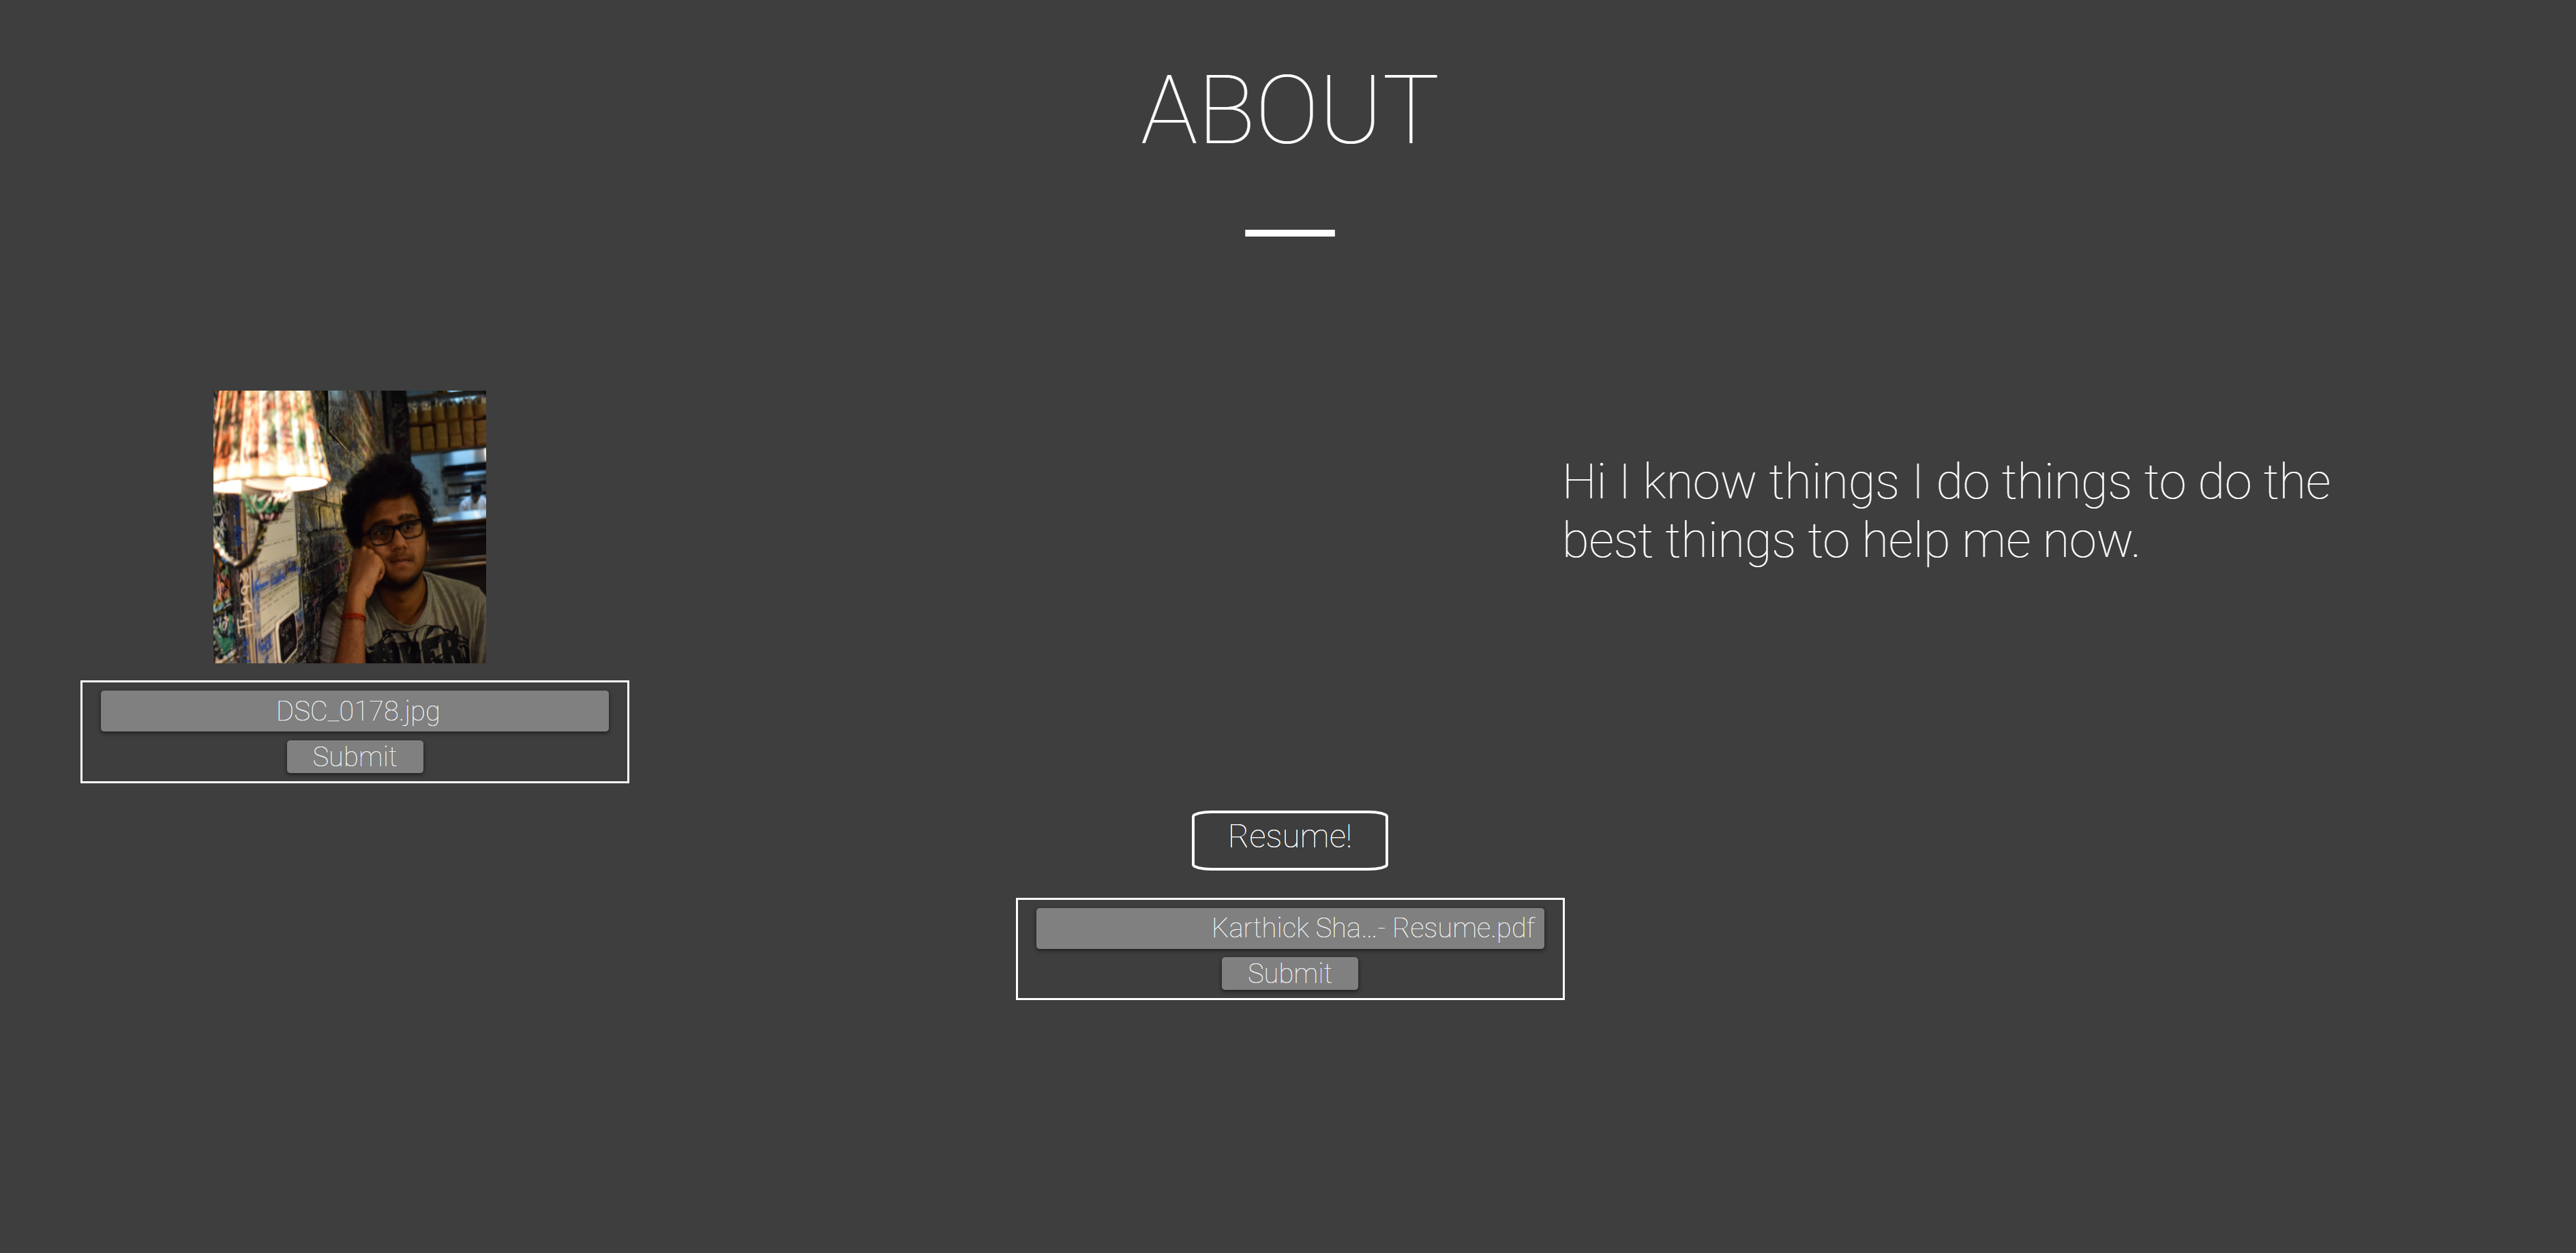 ABOUT
Hi I know things I do things to do the
best things to help me now.
DSC_0178.jpg
Submit
Resume!
Karthick Sha...- Resume.pdf
Submit